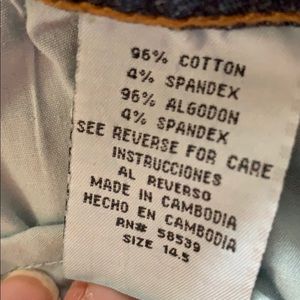 96% COTTON
4% SPANDEX
96% ALGODON
4% SPANDEX
SEE REVERSE FOR CARE
INSTRUCCIONES
AL REVERSO
MADE IN CAMBODIA
HECHO EN CAMBODIA
RN# 58539
SIZE 14.5